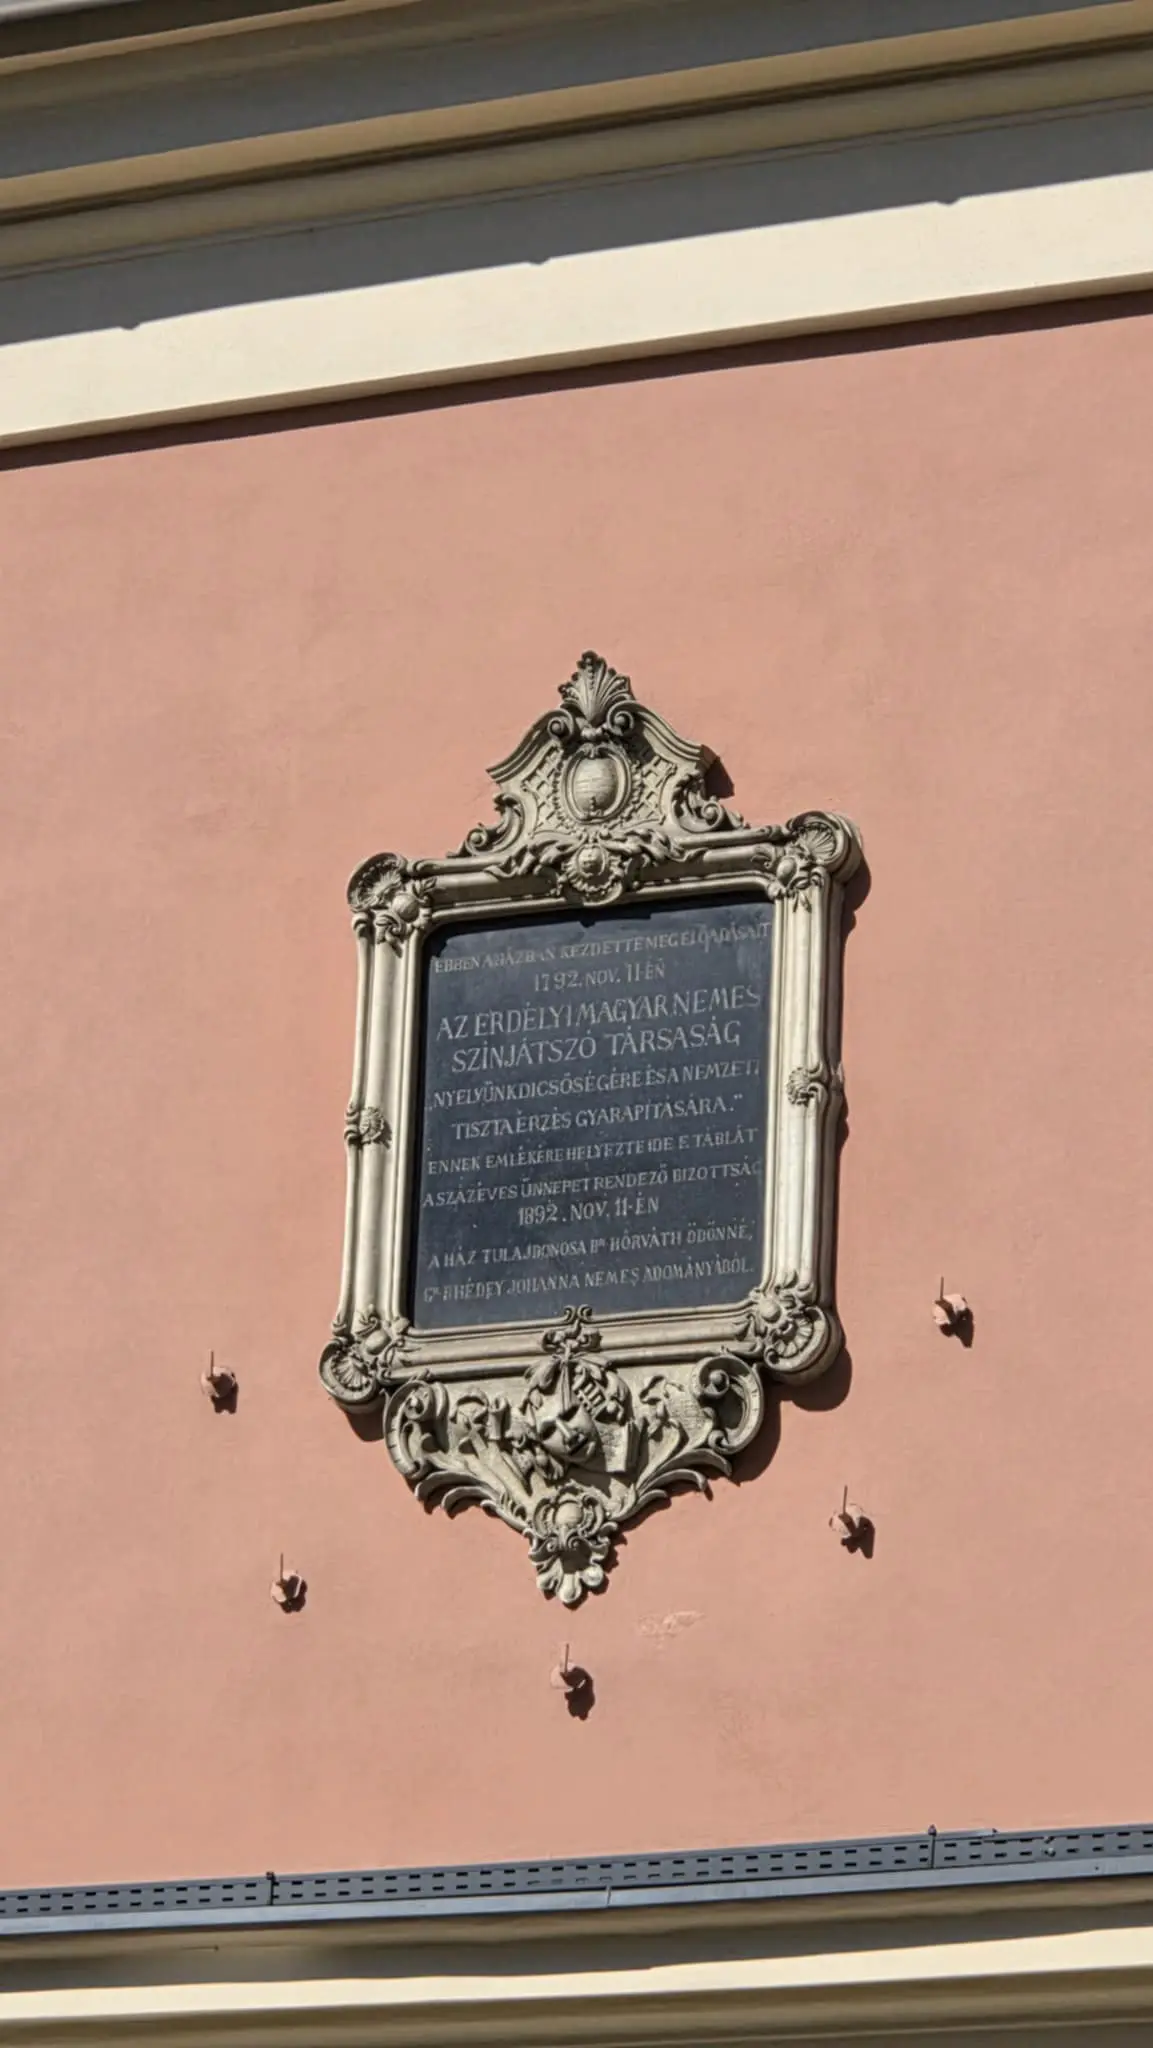 EBBEN A HÁZBAN KEZDETTE MEG ELŐADÁSAIT
1792. NOV. 11-ÉN
AZ ERDÉLYI MAGYAR NEMES
SZÍNJÁTSZÓ TÁRSASÁG
„NYELVÜNK DICSŐSÉGÉRE ÉS A NEMZETI
TISZTA ÉRZÉS GYARAPÍTÁSÁRA."
ENNEK EMLÉKÉRE HELYEZTE IDE E TÁBLÁT
A SZÁZÉVES ÜNNEPET RENDEZŐ BIZOTTSÁG
1892. NOV. 11-ÉN
A HÁZ TULAJDONOSA Bᴿ HORVÁTH ÖDÖNNÉ,
Gᴿ RHÉDEY JOHANNA NEMES ADOMÁNYÁBÓL.